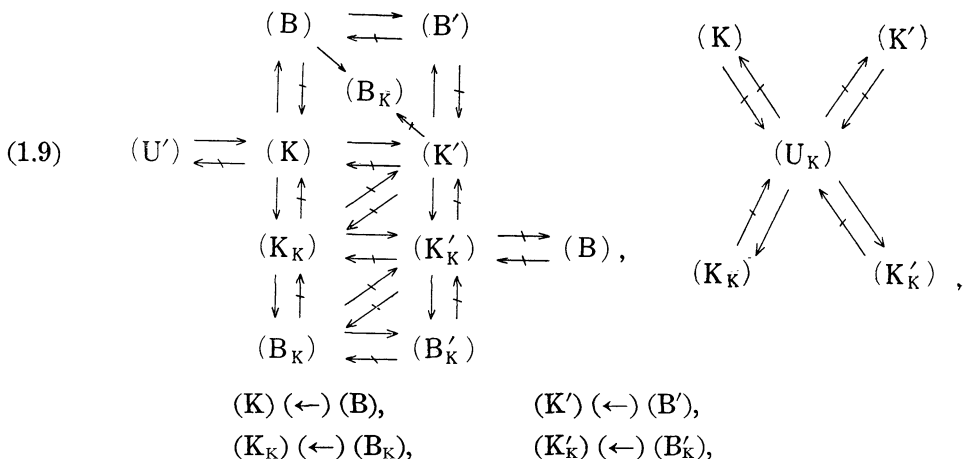 (B) ⇄̸ (B′)
(K) (K′)
(B_K)
(1.9) (U′) (K) (K′) (U_K)
(K_K) (K′_K) (B),
(K_K) (K′_K) ,
(B_K) (B′_K)
(K) (←) (B), (K′) (←) (B′),
(K_K) (←) (B_K), (K′_K) (←) (B′_K),